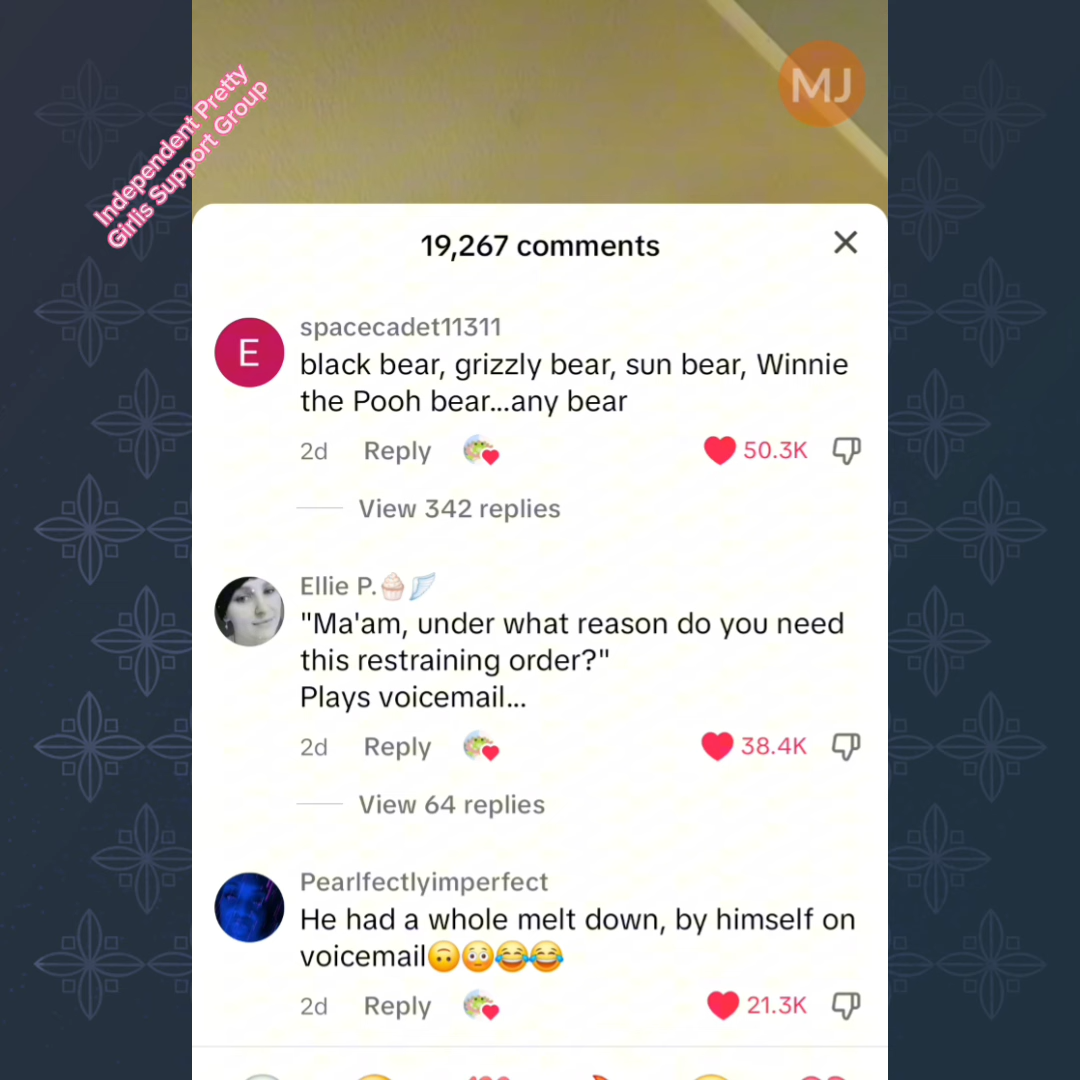 Independent Pretty
Girlis Support Group
MJ
19,267 comments
E
spacecadet11311
black bear, grizzly bear, sun bear, Winnie
the Pooh bear...any bear
2d Reply 50.3K
View 342 replies
Ellie P.🧁🪽
"Ma'am, under what reason do you need
this restraining order?"
Plays voicemail...
2d Reply 38.4K
View 64 replies
Pearlfectlyimperfect
He had a whole melt down, by himself on
voicemail🙃😳😂😂
2d Reply 21.3K